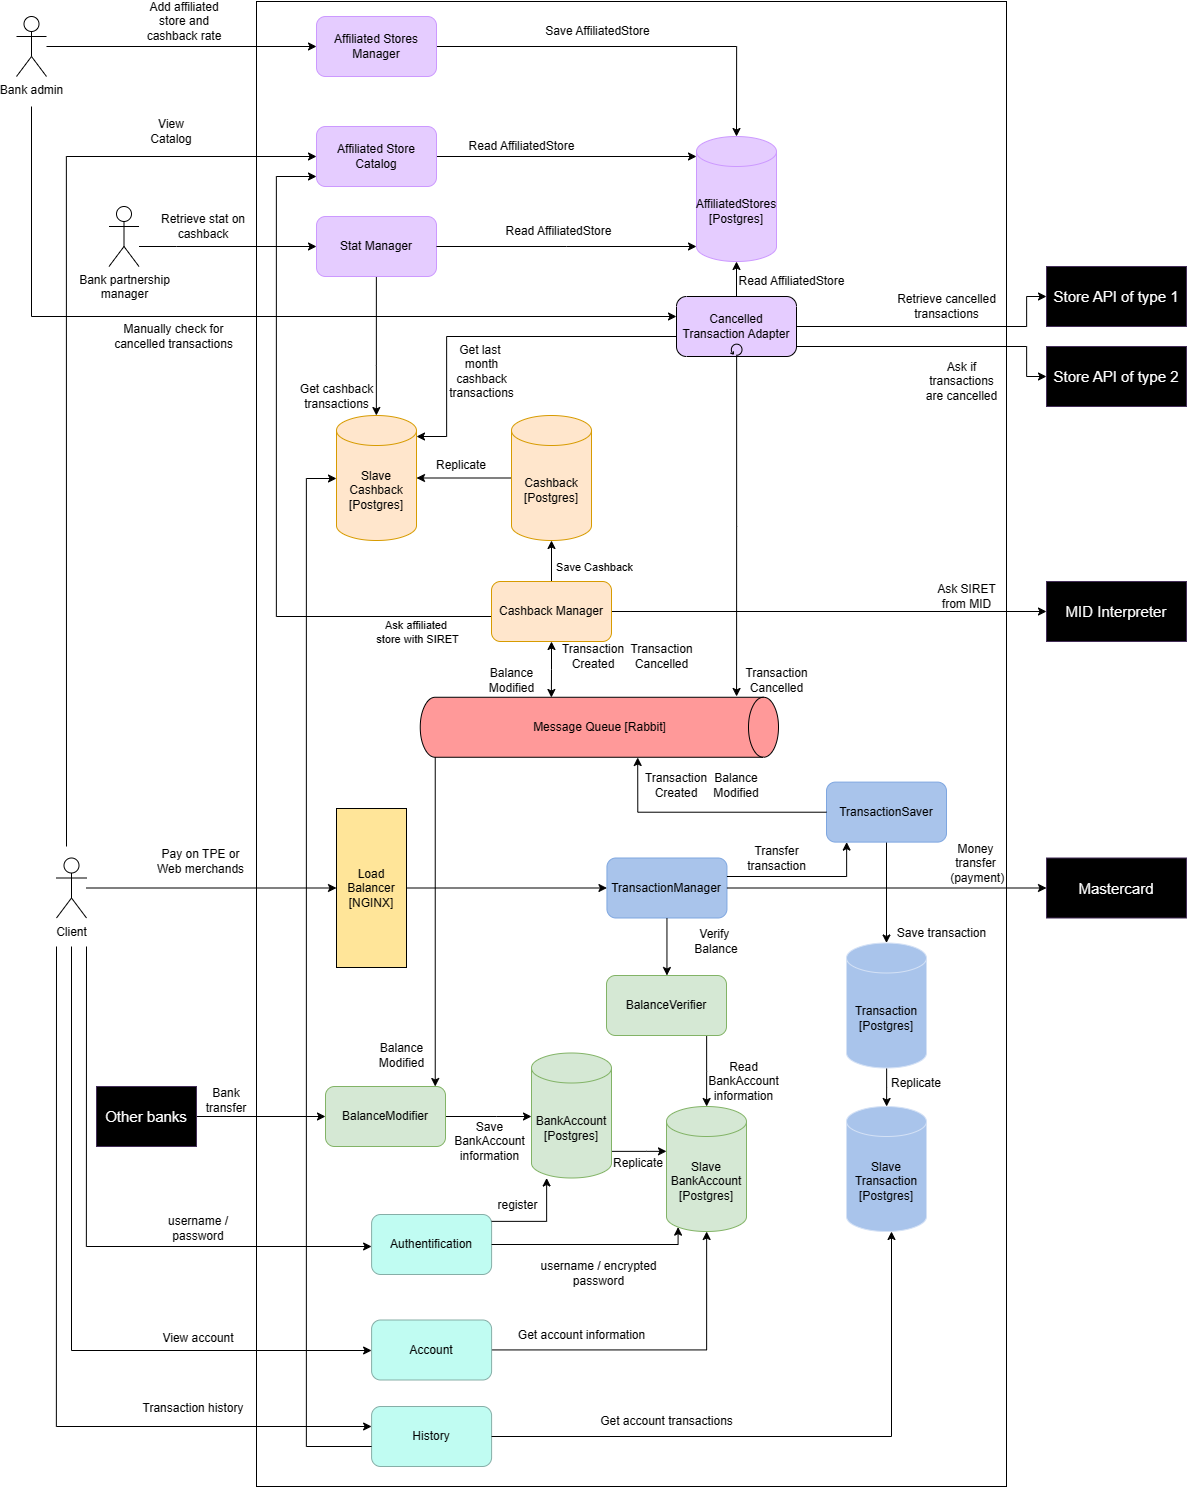 Add affiliated
store and
cashback rate
Bank admin
Affiliated Stores
Manager
Save AffiliatedStore
View
Catalog
Affiliated Store
Catalog
Read AffiliatedStore
AffiliatedStores
[Postgres]
Retrieve stat on
cashback
Bank partnership
manager
Stat Manager
Read AffiliatedStore
Read AffiliatedStore
Manually check for
cancelled transactions
Cancelled
Transaction Adapter
Retrieve cancelled
transactions
Store API of type 1
Store API of type 2
Ask if
transactions
are cancelled
Get last
month
cashback
transactions
Get cashback
transactions
Slave
Cashback
[Postgres]
Replicate
Cashback
[Postgres]
Save Cashback
Cashback Manager
Ask affiliated
store with SIRET
Ask SIRET
from MID
MID Interpreter
Transaction
Created
Transaction
Cancelled
Balance
Modified
Transaction
Cancelled
Message Queue [Rabbit]
Transaction
Created
Balance
Modified
TransactionSaver
Pay on TPE or
Web merchands
Client
Load
Balancer
[NGINX]
TransactionManager
Transfer
transaction
Money
transfer
(payment)
Mastercard
Verify
Balance
Save transaction
BalanceVerifier
Transaction
[Postgres]
Balance
Modified
Read
BankAccount
information
Replicate
Other banks
Bank
transfer
BalanceModifier
Save
BankAccount
information
BankAccount
[Postgres]
Replicate
Slave
BankAccount
[Postgres]
Slave
Transaction
[Postgres]
register
username /
password
Authentification
username / encrypted
password
View account
Account
Get account information
Transaction history
History
Get account transactions